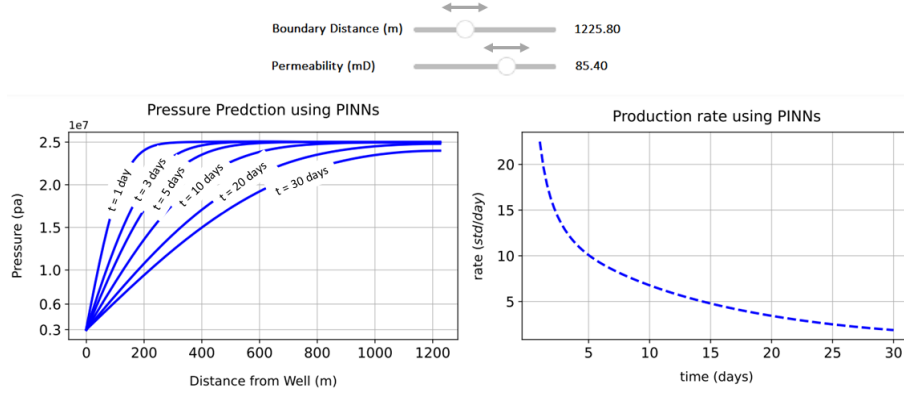 Boundary Distance (m) 1225.80
Permeability (mD) 85.40
Pressure Predction using PINNs
1e7
2.5
2.0
1.5
1.0
0.6
0.3
Pressure (pa)
t = 1 day
t = 3 days
t = 5 days
t = 10 days
t = 20 days
t = 30 days
0 200 400 600 800 1000 1200
Distance from Well (m)
Production rate using PINNs
20
15
10
5
rate (std/day)
5 10 15 20 25 30
time (days)